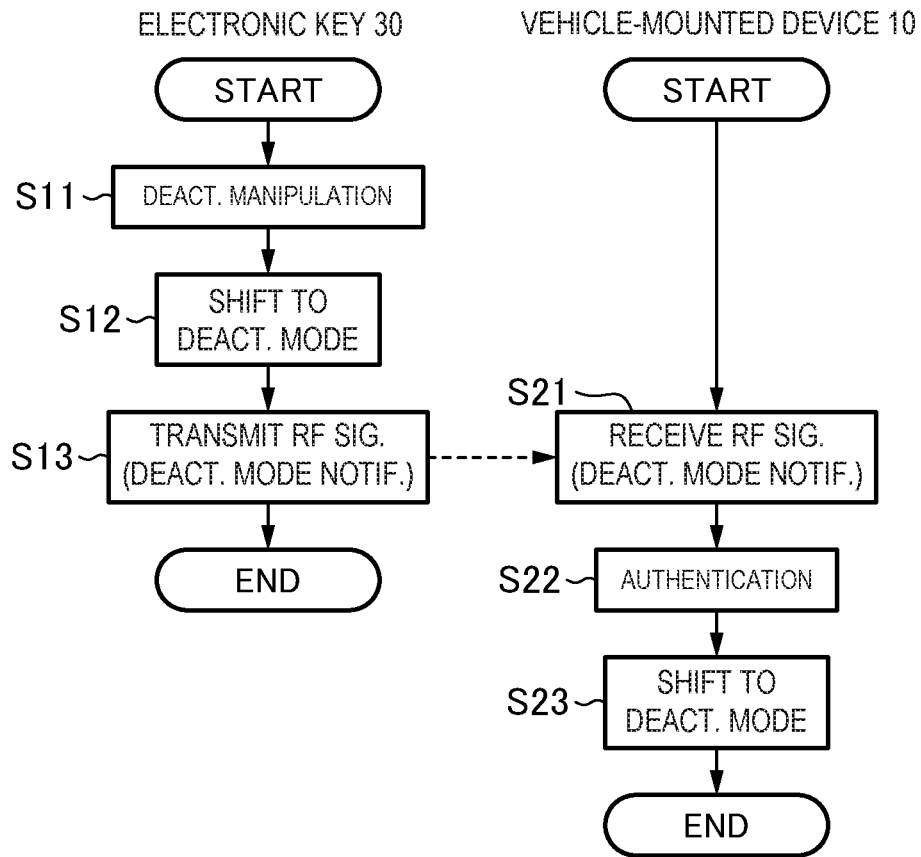 ELECTRONIC KEY 30
START
S11
DEACT. MANIPULATION
S12
SHIFT TO
DEACT. MODE
S13
TRANSMIT RF SIG.
(DEACT. MODE NOTIF.)
END
VEHICLE-MOUNTED DEVICE 10
START
S21
RECEIVE RF SIG.
(DEACT. MODE NOTIF.)
S22
AUTHENTICATION
S23
SHIFT TO
DEACT. MODE
END